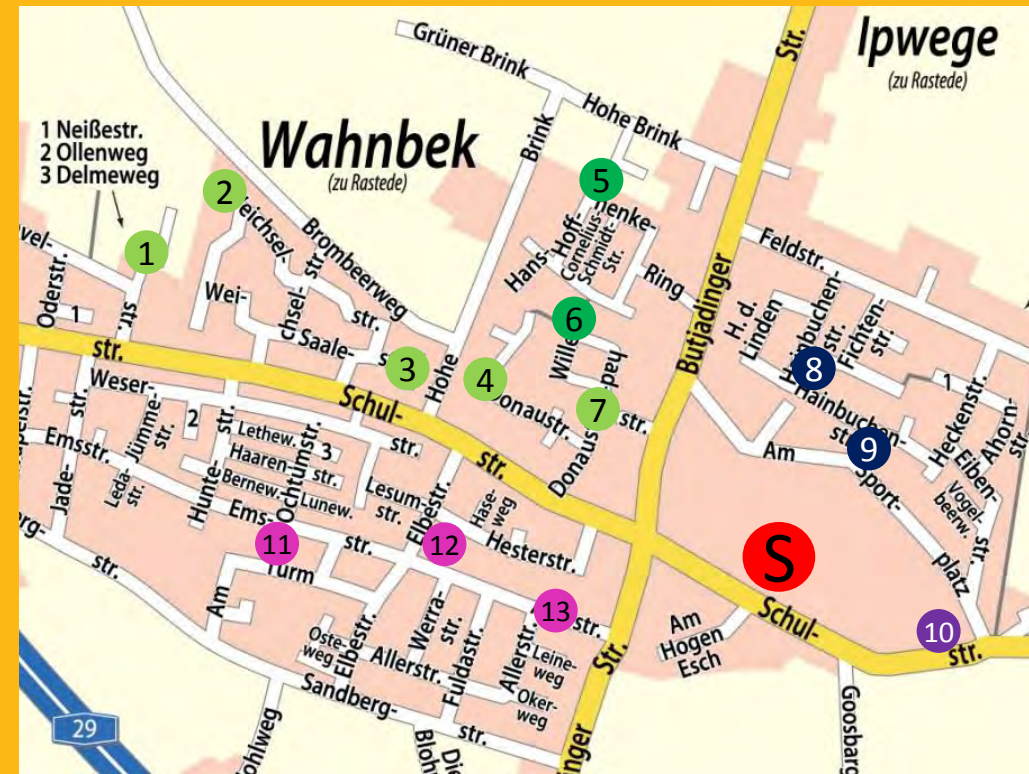 Ipwege
(zu Rastede)
Str.
Grüner Brink
Hohe Brink
Brink
Wahnbek
(zu Rastede)
1 Neißestr.
2 Ollenweg
3 Delmeweg
5
2
1
Brombeerweg
Hans-
Hoff-
Cornelius-
Schmidt-
Str.
Ring
Feldstr.
Butjadinger
H. d.
Linden
Fichten-
str.
Oderstr.
1
str.
Wei-
chsel-
str.
Saale-
str.
6
3
4
Hohe
8
1
7
str.
Donaustr.
Schul-
str.
str.
Weser-
str.
2
Jümme-
str.
Lethew.
3
Haaren-
str.
Bernew.
Lunew.
Ochtumstr.
Hunte-
str.
Leda-
str.
Jade-
str.
Emsstr.
Ems-
str.
Lesum-
str.
Elbestr.
Hase-
weg
Hesterstr.
Am
9
Sport-
platz
Heckenstr.
Ahorn-
Eiben-
str.
Vogel-
beerw.
11
12
S
13
str.
10
Schul-
str.
Am
Hogen
Esch
Am
Turm
Oste-
weg
Elbestr.
Allerstr.
Werra-
str.
Fuldastr.
Allerstr.
Leine-
weg
Oker-
weg
Str.
Sandberg-
str.
str.
29
Goosbard